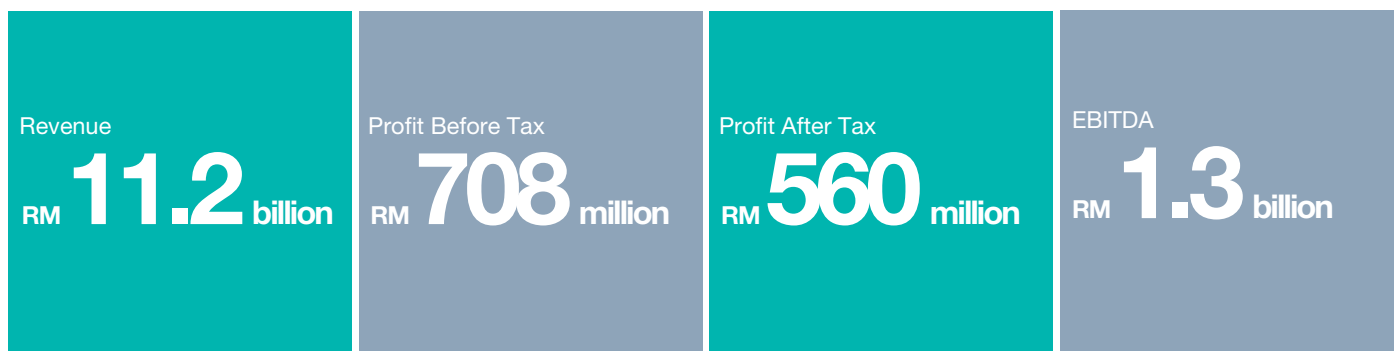 Revenue
RM 11.2 billion
Profit Before Tax
RM 708 million
Profit After Tax
RM 560 million
EBITDA
RM 1.3 billion